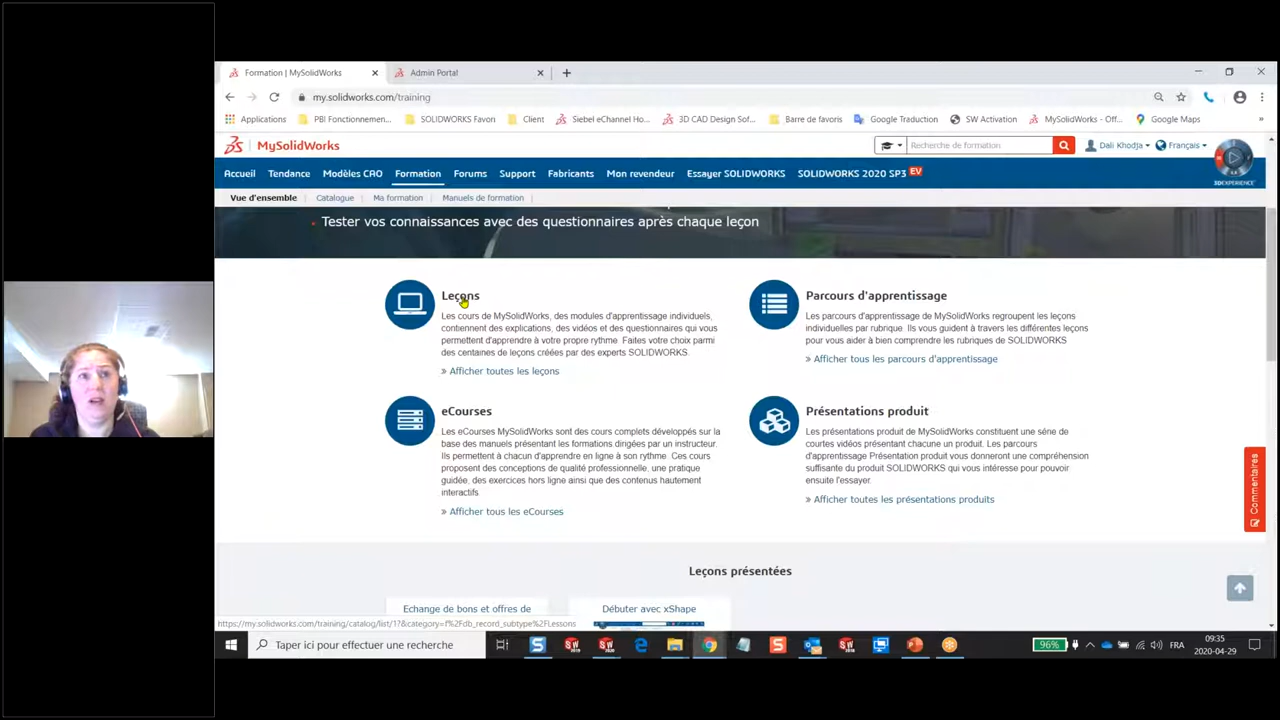 Formation | MySolidWorks
Admin Portal
my.solidworks.com/training
Applications
PBI Fonctionnemen...
SOLIDWORKS Favori
Client
Siebel eChannel Ho...
3D CAD Design Sof...
Barre de favoris
Google Traduction
SW Activation
MySolidWorks - Off...
Google Maps
MySolidWorks
Recherche de formation
Dali Khodja
Français
3DEXPERIENCE
Accueil
Tendance
Modèles CAO
Formation
Forums
Support
Fabricants
Mon revendeur
Essayer SOLIDWORKS
SOLIDWORKS 2020 SP3 EV
Vue d'ensemble
Catalogue
Ma formation
Manuels de formation
Tester vos connaissances avec des questionnaires après chaque leçon
Leçons
Les cours de MySolidWorks, des modules d'apprentissage individuels,
contiennent des explications, des vidéos et des questionnaires qui vous
permettent d'apprendre à votre propre rythme. Faites votre choix parmi
des centaines de leçons créées par des experts SOLIDWORKS.
» Afficher toutes les leçons
Parcours d'apprentissage
Les parcours d'apprentissage de MySolidWorks regroupent les leçons
individuelles par rubrique. Ils vous guident à travers les différentes leçons
pour vous aider à bien comprendre les rubriques de SOLIDWORKS
» Afficher tous les parcours d'apprentissage
eCourses
Les eCourses MySolidWorks sont des cours complets développés sur la
base des manuels présentant les formations dirigées par un instructeur.
Ils permettent à chacun d'apprendre en ligne à son rythme. Ces cours
proposent des conceptions de qualité professionnelle, une pratique
guidée, des exercices hors ligne ainsi que des contenus hautement
interactifs
» Afficher tous les eCourses
Présentations produit
Les présentations produit de MySolidWorks constituent une série de
courtes vidéos présentant chacune un produit. Les parcours
d'apprentissage Présentation produit vous donneront une compréhension
suffisante du produit SOLIDWORKS qui vous intéresse pour pouvoir
ensuite l'essayer.
» Afficher toutes les présentations produits
Commentaires
Leçons présentées
Echange de bons et offres de
Débuter avec xShape
https://my.solidworks.com/training/catalog/list/1?&category=f%2Fdb_record_subtype%2FLessons
Taper ici pour effectuer une recherche
96%
FRA
09:35
2020-04-29